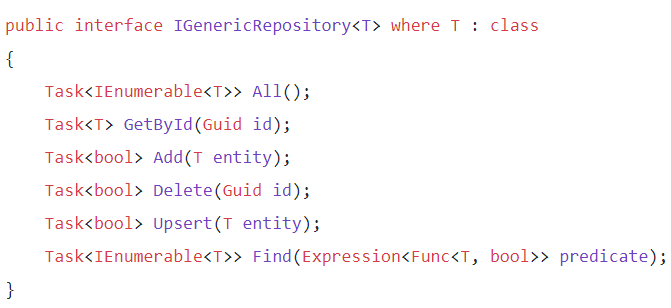 public interface IGenericRepository<T> where T : class
{
    Task<IEnumerable<T>> All();
    Task<T> GetById(Guid id);
    Task<bool> Add(T entity);
    Task<bool> Delete(Guid id);
    Task<bool> Upsert(T entity);
    Task<IEnumerable<T>> Find(Expression<Func<T, bool>> predicate);
}